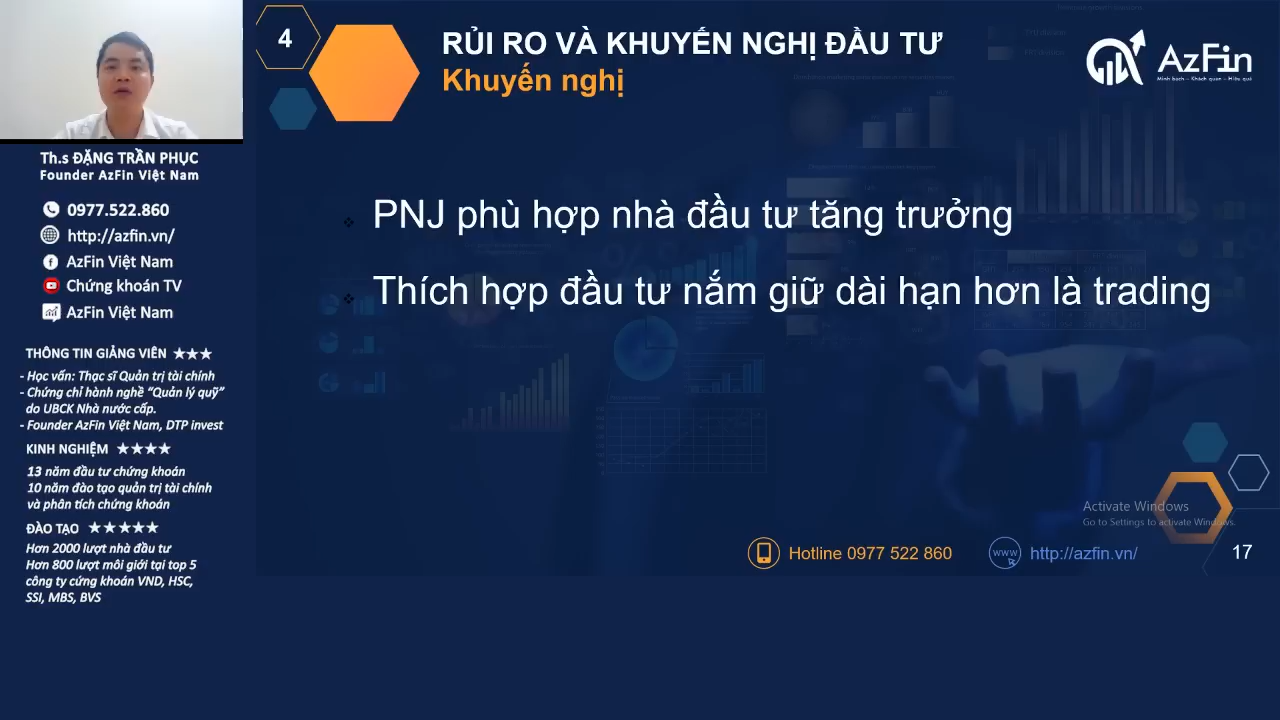 Th.s ĐẶNG TRẦN PHỤC
Founder AzFin Việt Nam
0977.522.860
http://azfin.vn/
AzFin Việt Nam
Chứng khoán TV
AzFin Việt Nam
THÔNG TIN GIẢNG VIÊN ★★★
- Học vấn: Thạc sĩ Quản trị tài chính
- Chứng chỉ hành nghề “Quản lý quỹ”
do UBCK Nhà nước cấp.
- Founder AzFin Việt Nam, DTP invest
KINH NGHIỆM ★★★★
13 năm đầu tư chứng khoán
10 năm đào tạo quản trị tài chính
và phân tích chứng khoán
ĐÀO TẠO ★★★★★
Hơn 2000 lượt nhà đầu tư
Hơn 800 lượt môi giới tại top 5
công ty cứng khoán VND, HSC,
SSI, MBS, BVS
4
RỦI RO VÀ KHUYẾN NGHỊ ĐẦU TƯ
Khuyến nghị
AzFin
Minh bạch - Khách quan - Hiệu quả
PNJ phù hợp nhà đầu tư tăng trưởng
Thích hợp đầu tư nắm giữ dài hạn hơn là trading
Activate Windows
Go to Settings to activate Windows.
Hotline 0977 522 860
www
http://azfin.vn/
17